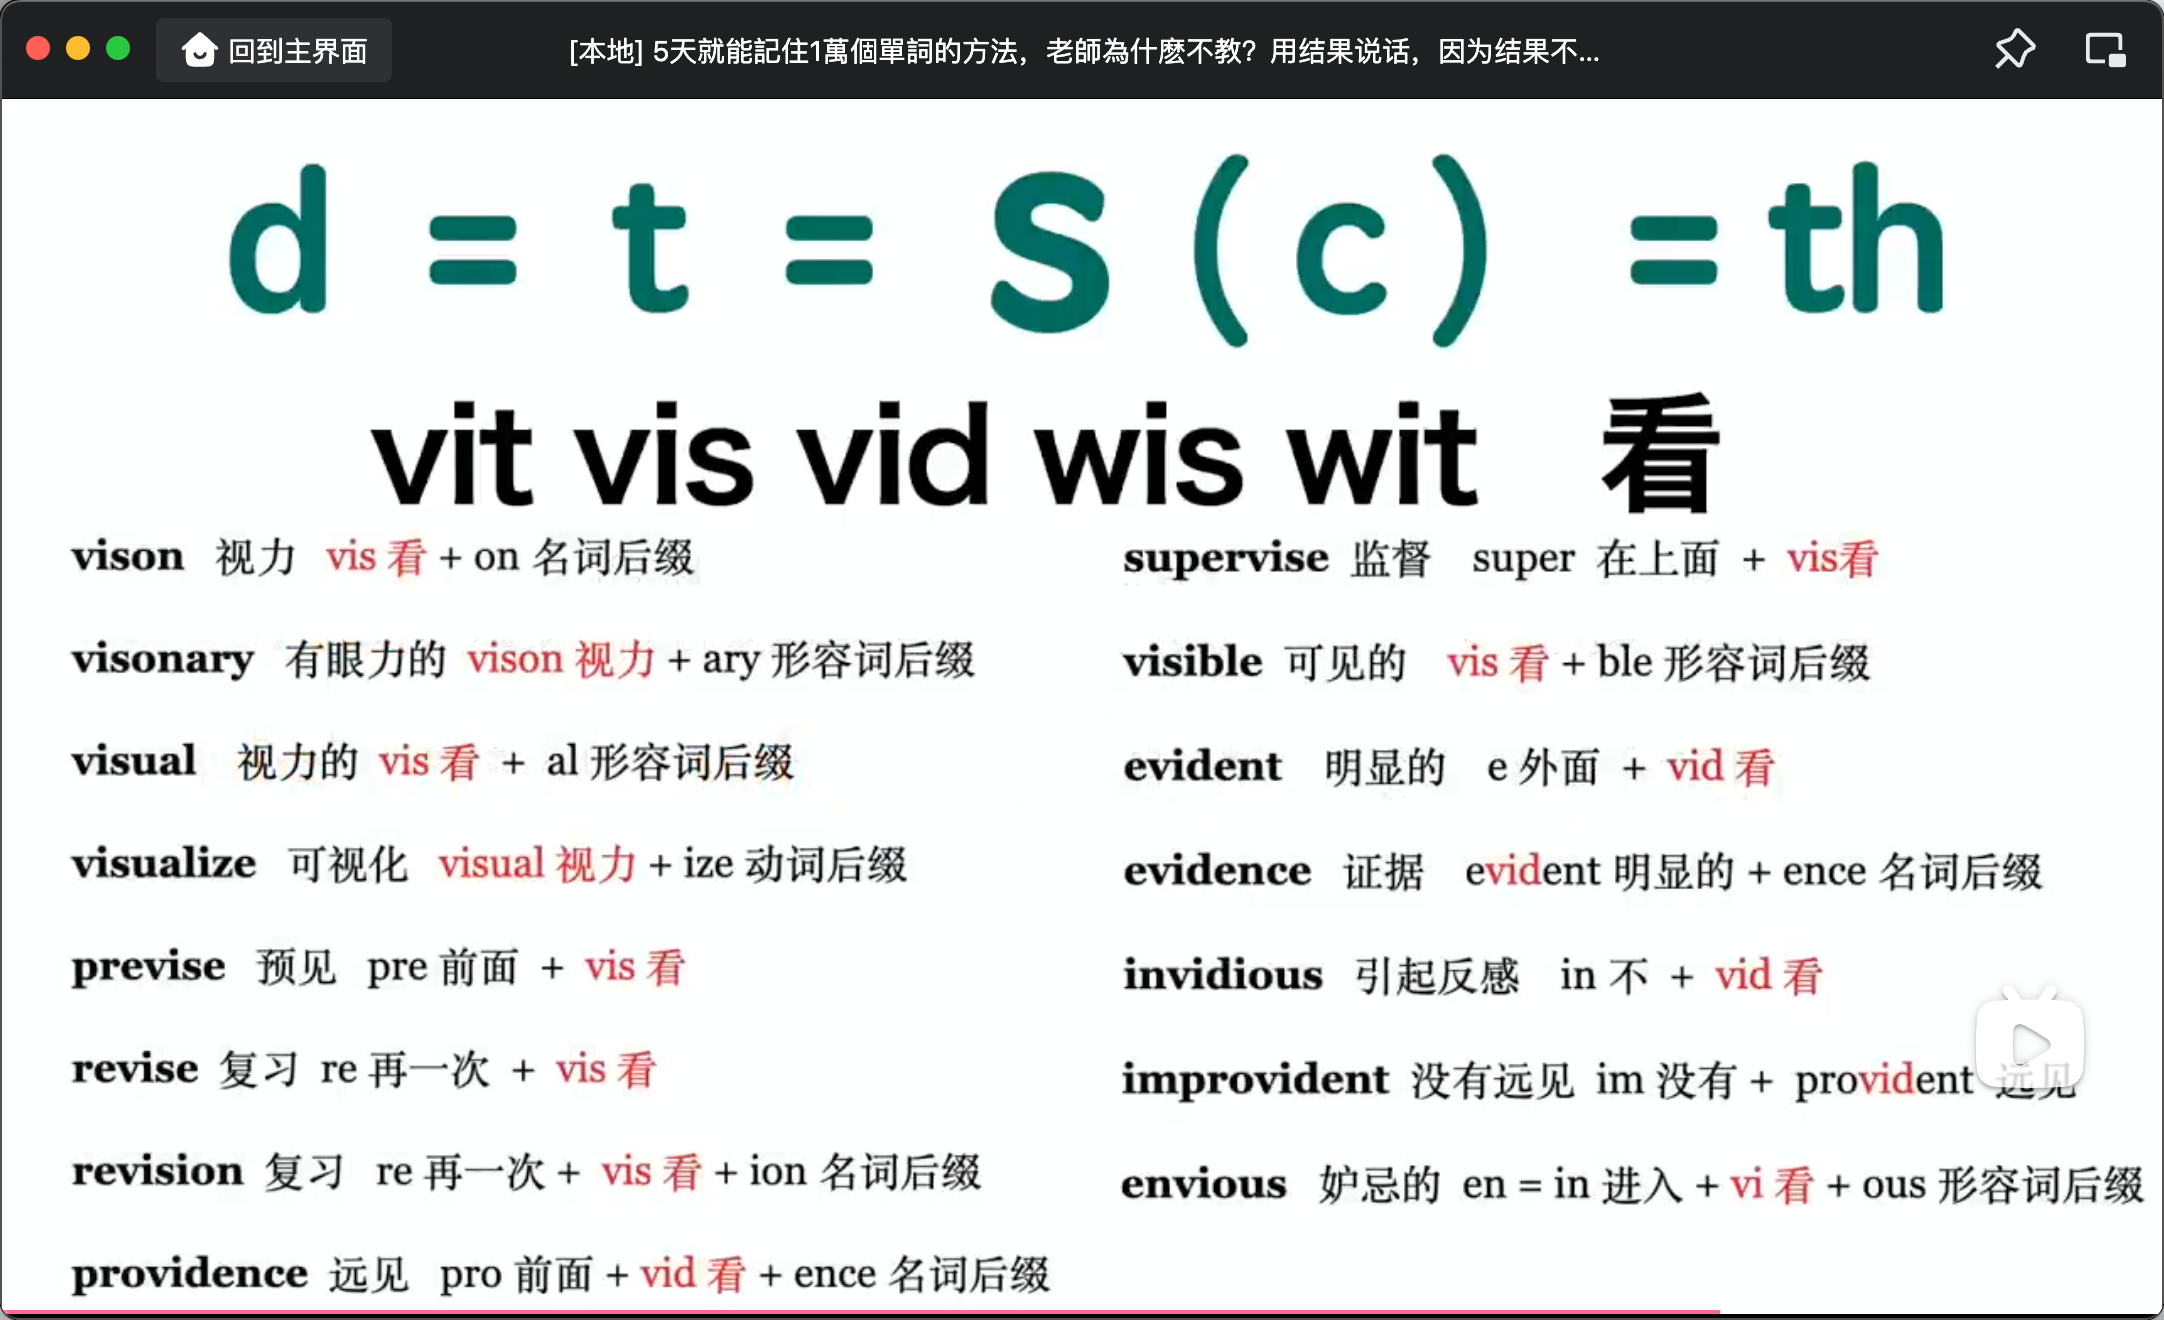 回到主界面
[本地] 5天就能記住1萬個單詞的方法，老師為什麽不教？用结果说话，因为结果不...
d = t = S (c) = th
vit vis vid wis wit 看
vison 视力 vis 看 + on 名词后缀
visonary 有眼力的 vison 视力 + ary 形容词后缀
visual 视力的 vis 看 + al 形容词后缀
visualize 可视化 visual 视力 + ize 动词后缀
previse 预见 pre 前面 + vis 看
revise 复习 re 再一次 + vis 看
revision 复习 re 再一次 + vis 看 + ion 名词后缀
providence 远见 pro 前面 + vid 看 + ence 名词后缀
supervise 监督 super 在上面 + vis看
visible 可见的 vis 看 + ble 形容词后缀
evident 明显的 e 外面 + vid 看
evidence 证据 evident 明显的 + ence 名词后缀
invidious 引起反感 in 不 + vid 看
improvident 没有远见 im 没有 + provident 远见
envious 妒忌的 en = in 进入 + vi 看 + ous 形容词后缀